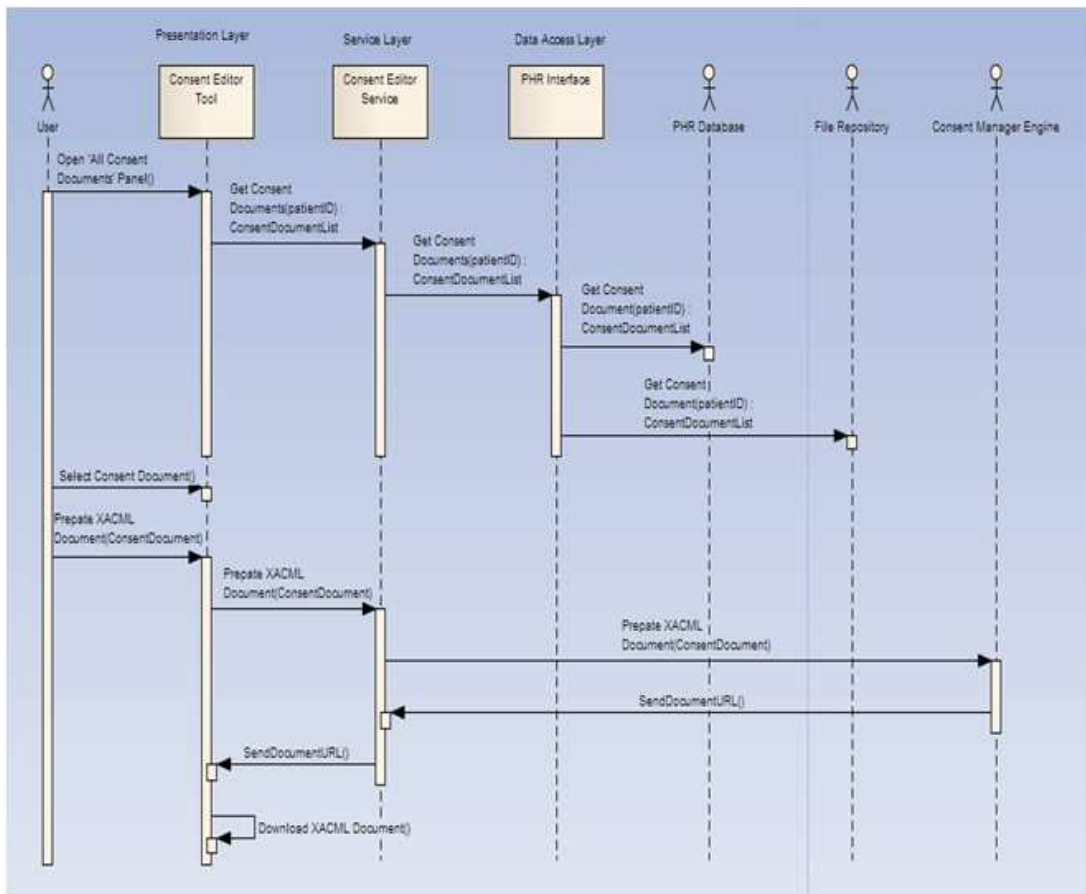 Presentation Layer
Service Layer
Data Access Layer
Consent Editor
Tool
Consent Editor
Service
PHR Interface
User
PHR Database
File Repository
Consent Manager Engine
Open 'All Consent
Documents' Panel()
Get Consent
Documents(patientID) :
ConsentDocumentList
Get Consent
Documents(patientID) :
ConsentDocumentList
Get Consent
Document(patientID) :
ConsentDocumentList
Get Consent
Document(patientID) :
ConsentDocumentList
Select Consent Document()
Prepate XACML
Document(ConsentDocument)
Prepate XACML
Document(ConsentDocument)
Prepate XACML
Document(ConsentDocument)
SendDocumentURL()
SendDocumentURL()
Download XACML Document()